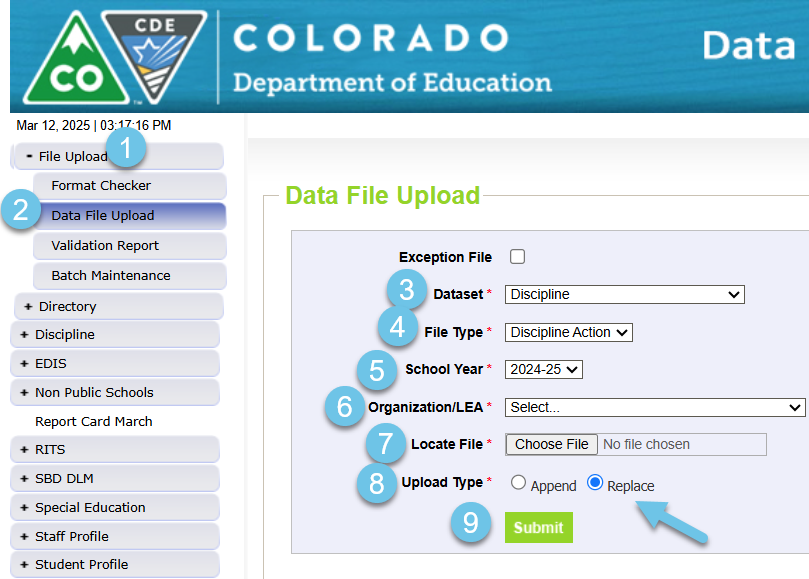 CDE
CO
TM
COLORADO
Department of Education
Data
Mar 12, 2025 | 03:17:16 PM
- File Upload
1
Format Checker
2
Data File Upload
Validation Report
Batch Maintenance
+ Directory
+ Discipline
+ EDIS
+ Non Public Schools
Report Card March
+ RITS
+ SBD DLM
+ Special Education
+ Staff Profile
+ Student Profile
Data File Upload
Exception File
3 Dataset * Discipline
4 File Type * Discipline Action
5 School Year * 2024-25
6 Organization/LEA * Select...
7 Locate File * Choose File No file chosen
8 Upload Type * Append Replace
9 Submit